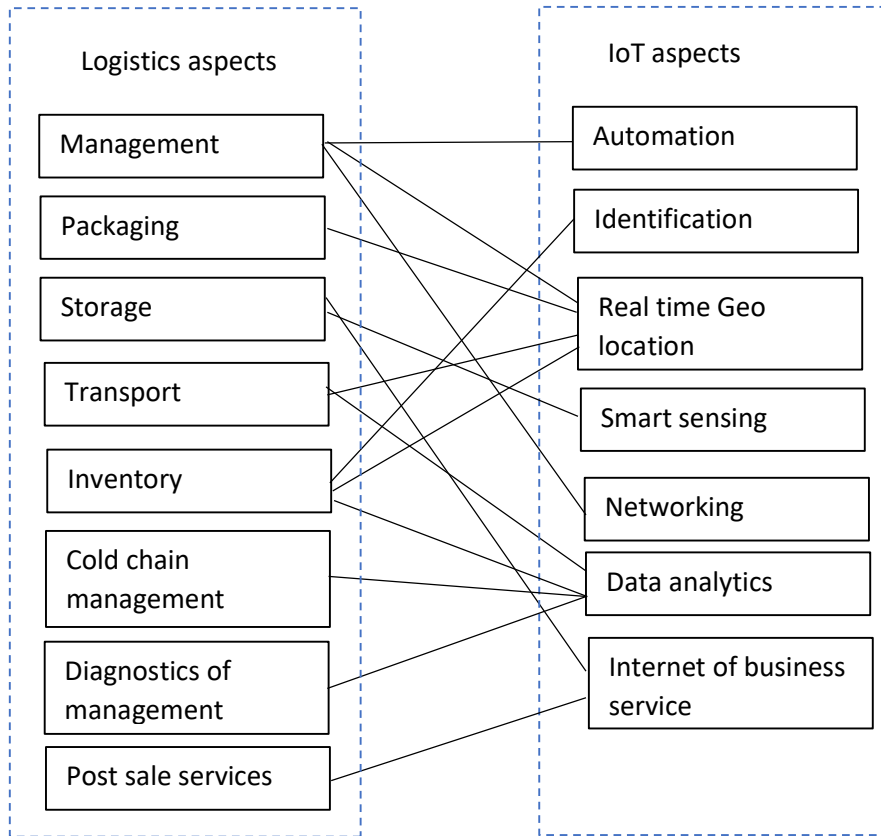 Logistics aspects
Management
Packaging
Storage
Transport
Inventory
Cold chain
management
Diagnostics of
management
Post sale services
IoT aspects
Automation
Identification
Real time Geo
location
Smart sensing
Networking
Data analytics
Internet of business
service